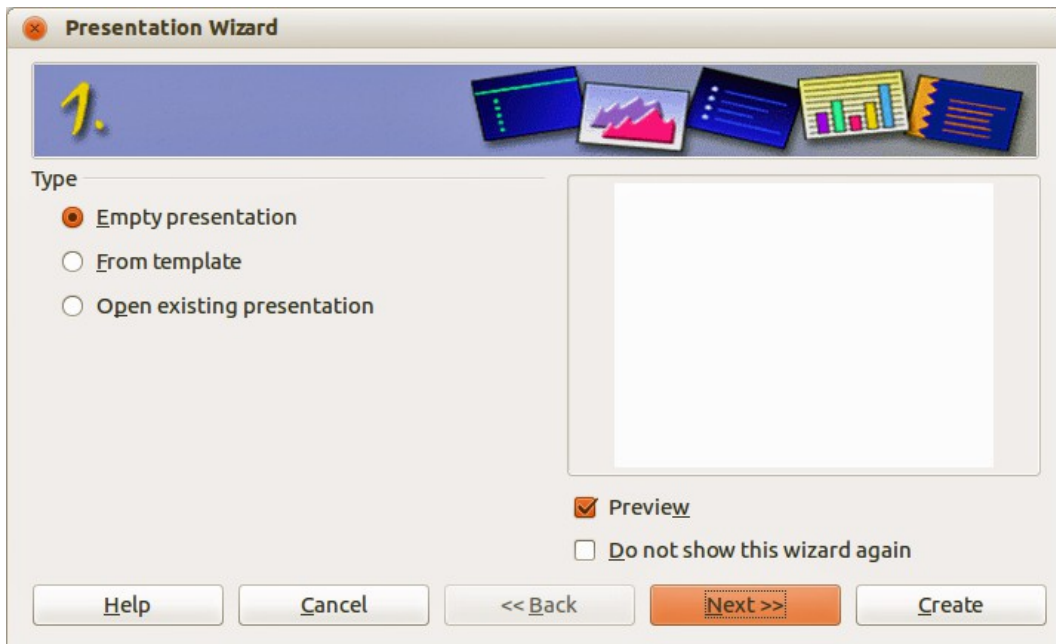 Presentation Wizard
1.
Type
Empty presentation
From template
Open existing presentation
Preview
Do not show this wizard again
Help Cancel << Back Next >> Create